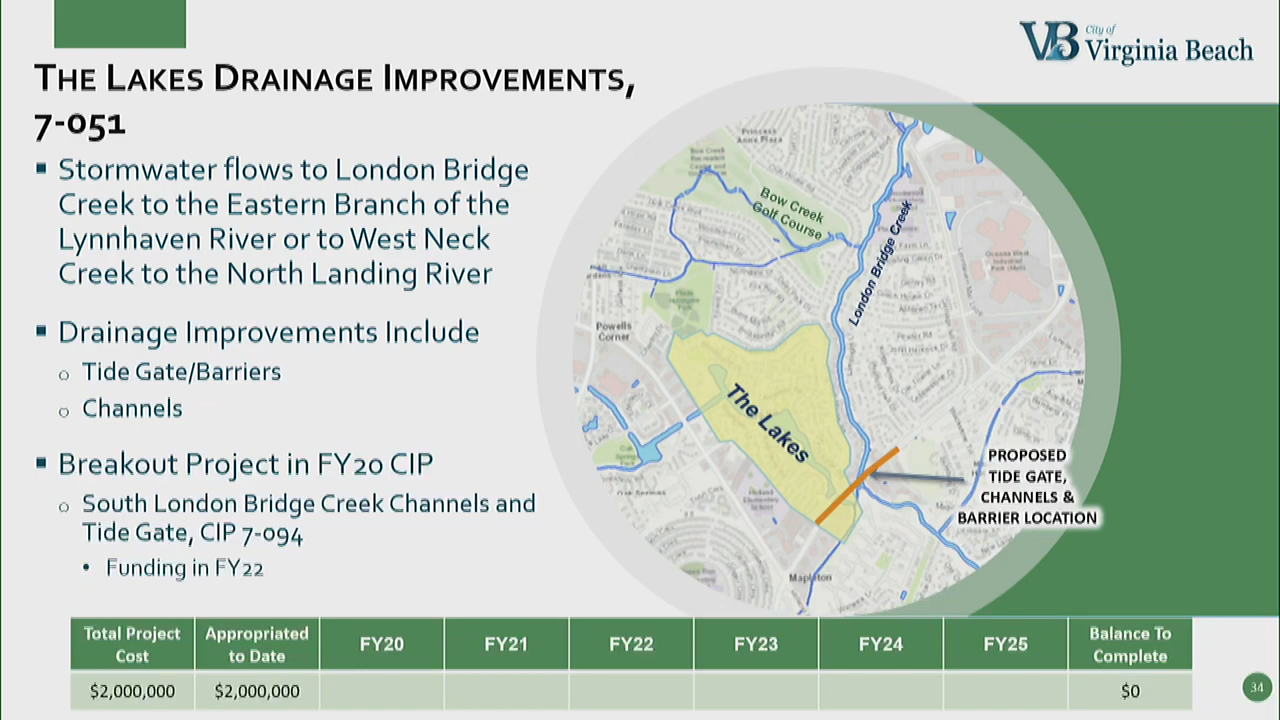 City of
Virginia Beach
THE LAKES DRAINAGE IMPROVEMENTS,
7-051
▪ Stormwater flows to London Bridge
Creek to the Eastern Branch of the
Lynnhaven River or to West Neck
Creek to the North Landing River
▪ Drainage Improvements Include
o Tide Gate/Barriers
o Channels
▪ Breakout Project in FY20 CIP
o South London Bridge Creek Channels and
Tide Gate, CIP 7-094
• Funding in FY22
Princess
Anne Plaza
Bow Creek
Golf Course
London Bridge Creek
Powells
Corner
The Lakes
Mapleton
PROPOSED
TIDE GATE,
CHANNELS &
BARRIER LOCATION
Total Project Cost Appropriated to Date FY20 FY21 FY22 FY23 FY24 FY25 Balance To Complete
$2,000,000 $2,000,000 $0
34